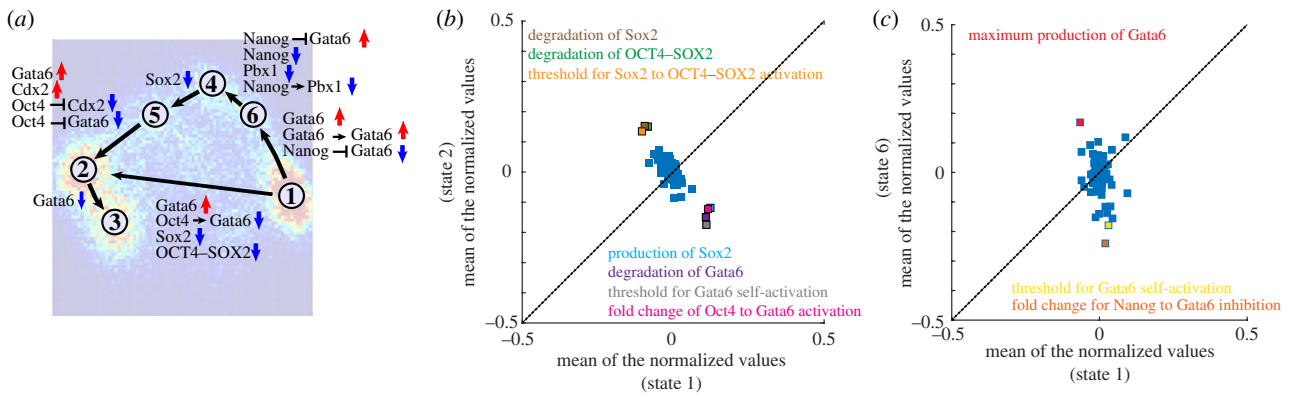 (a)
Nanog Gata6
Nanog
Pbx1
Nanog Pbx1
Sox2
Gata6
Cdx2
Oct4 Cdx2
Oct4 Gata6
4
5
6
Gata6
Gata6 Gata6
Nanog Gata6
2
1
3
Gata6
Gata6
Oct4 Gata6
Sox2
OCT4–SOX2
(b)
0.5
degradation of Sox2
degradation of OCT4–SOX2
threshold for Sox2 to OCT4–SOX2 activation
(state 2)
mean of the normalized values
0
production of Sox2
degradation of Gata6
threshold for Gata6 self-activation
fold change of Oct4 to Gata6 activation
–0.5
–0.5 0 0.5
mean of the normalized values
(state 1)
(c)
0.5
maximum production of Gata6
(state 6)
mean of the normalized values
0
threshold for Gata6 self-activation
fold change for Nanog to Gata6 inhibition
–0.5
–0.5 0 0.5
mean of the normalized values
(state 1)